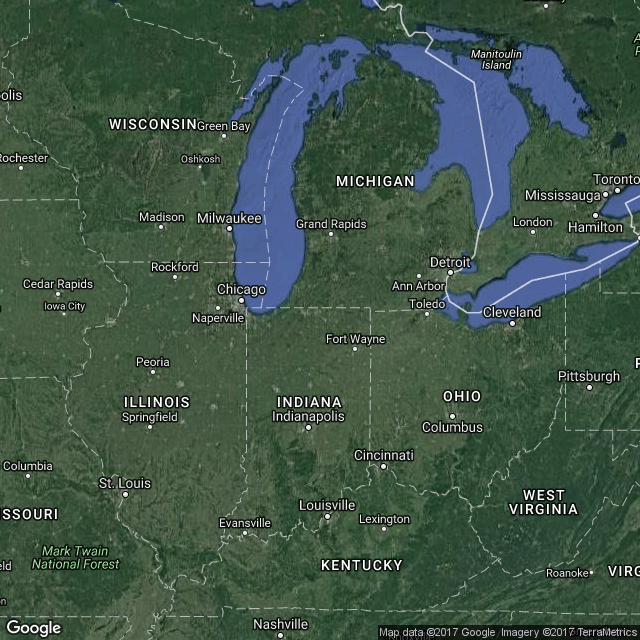 Manitoulin
Island
olis
WISCONSIN
Green Bay
Rochester
Oshkosh
MICHIGAN
Toronto
Mississauga
Madison
Milwaukee
Grand Rapids
London
Hamilton
Rockford
Detroit
Cedar Rapids
Ann Arbor
Iowa City
Chicago
Toledo
Naperville
Cleveland
Fort Wayne
Peoria
Pittsburgh
ILLINOIS
INDIANA
OHIO
Springfield
Indianapolis
Columbus
Cincinnati
Columbia
St. Louis
WEST
VIRGINIA
SSOURI
Louisville
Evansville
Lexington
Mark Twain
National Forest
KENTUCKY
eld
Roanoke
VIRG
on
Google
Nashville
Map data ©2017 Google Imagery ©2017 TerraMetrics